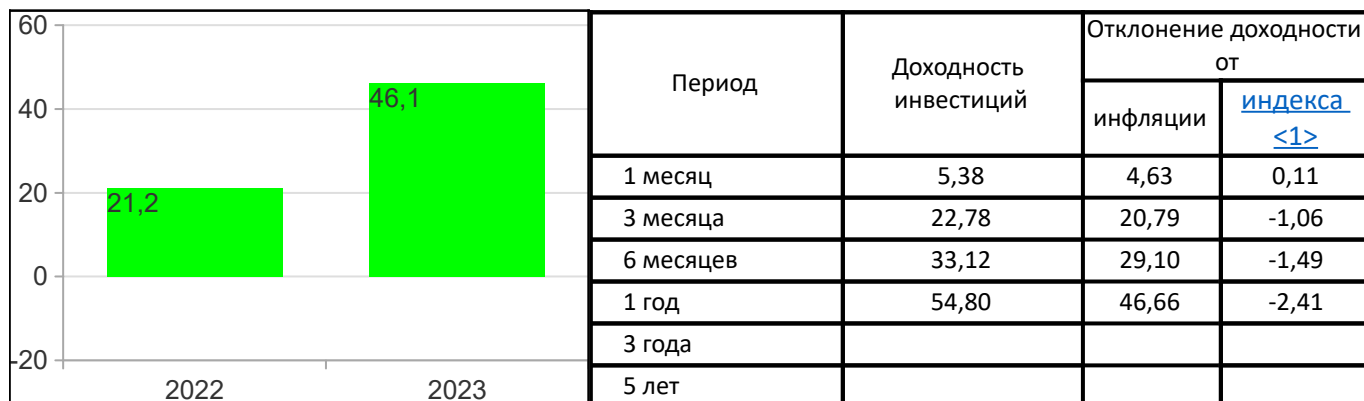 60
40
20
0
-20
46,1
21,2
2022 2023
Период
Доходность
инвестиций
Отклонение доходности
от
инфляции
индекса
<1>
1 месяц 5,38 4,63 0,11
3 месяца 22,78 20,79 -1,06
6 месяцев 33,12 29,10 -1,49
1 год 54,80 46,66 -2,41
3 года
5 лет